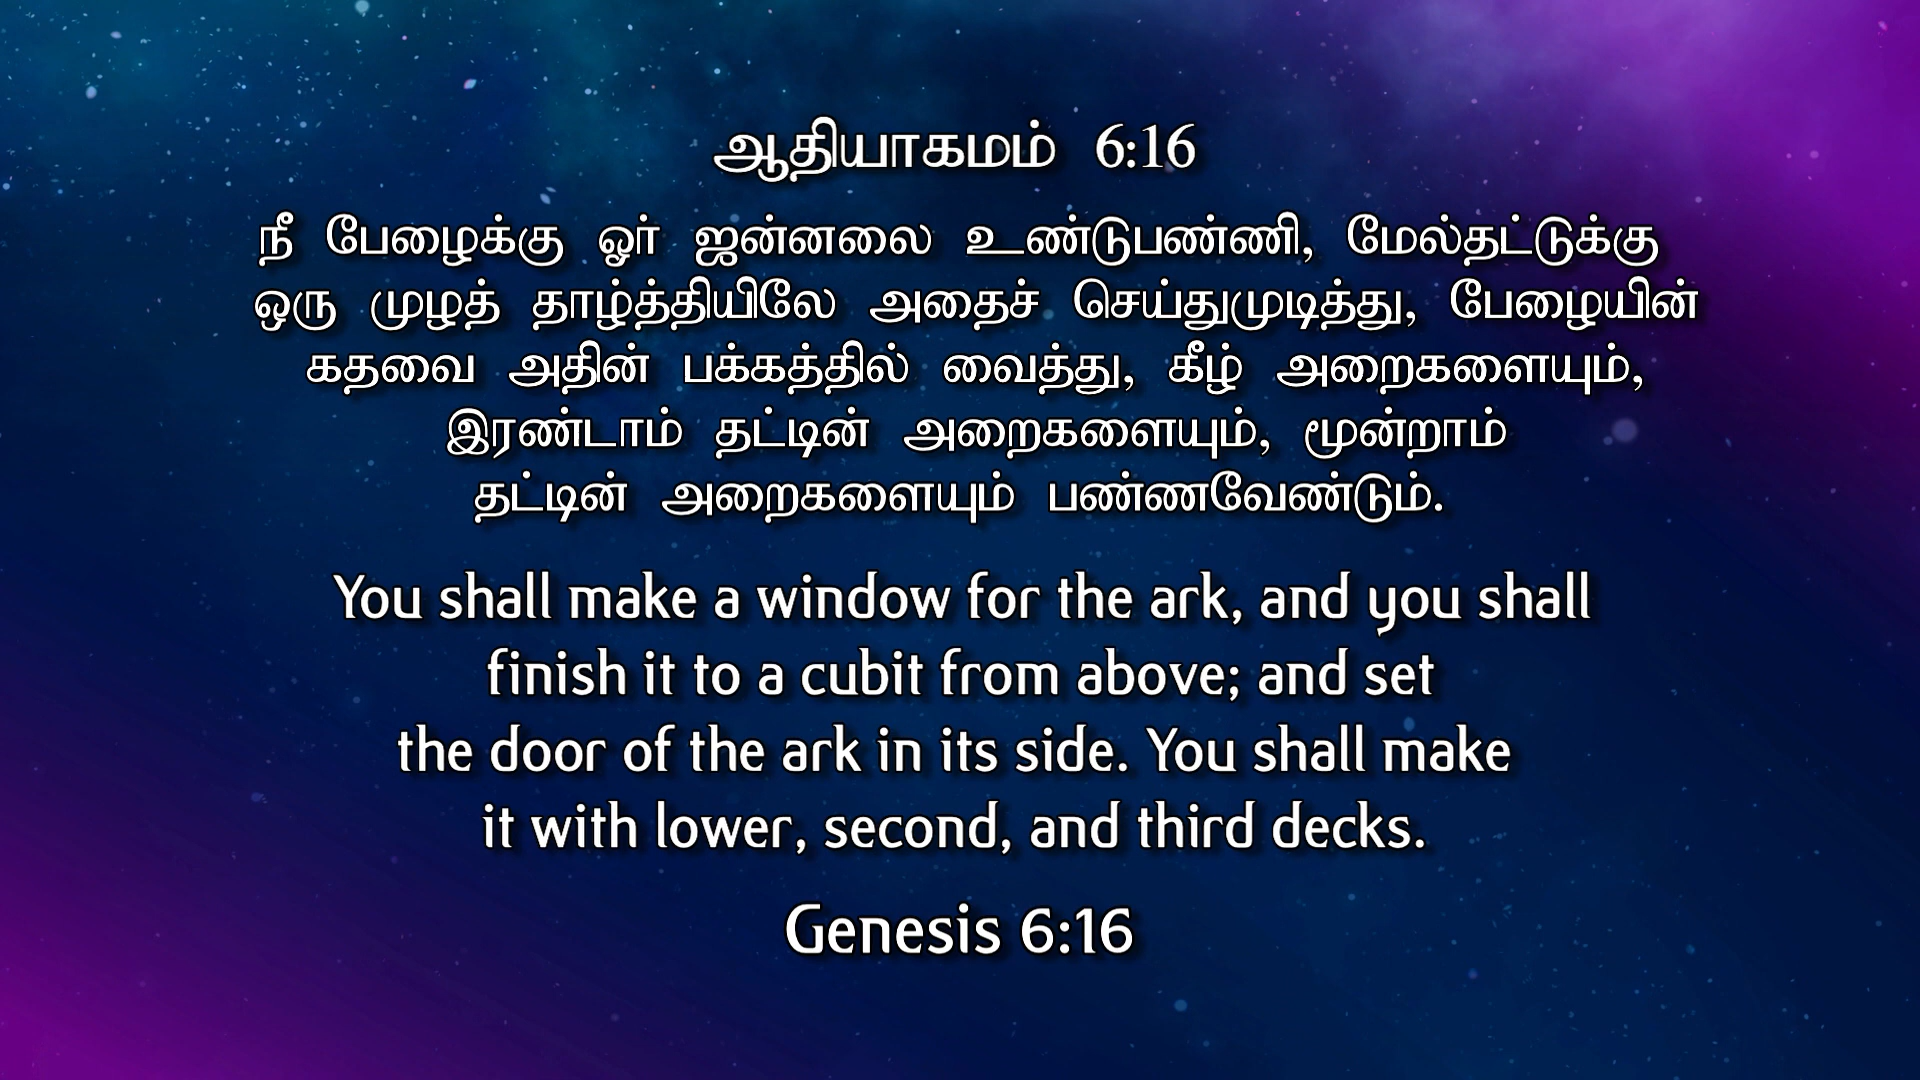 ஆதியாகமம் 6:16
நீ பேழைக்கு ஓர் ஜன்னலை உண்டுபண்ணி, மேல்தட்டுக்கு
ஒரு முழத் தாழ்த்தியிலே அதைச் செய்துமுடித்து, பேழையின்
கதவை அதின் பக்கத்தில் வைத்து, கீழ் அறைகளையும்,
இரண்டாம் தட்டின் அறைகளையும், மூன்றாம்
தட்டின் அறைகளையும் பண்ணவேண்டும்.
You shall make a window for the ark, and you shall
finish it to a cubit from above; and set
the door of the ark in its side. You shall make
it with lower, second, and third decks.
Genesis 6:16